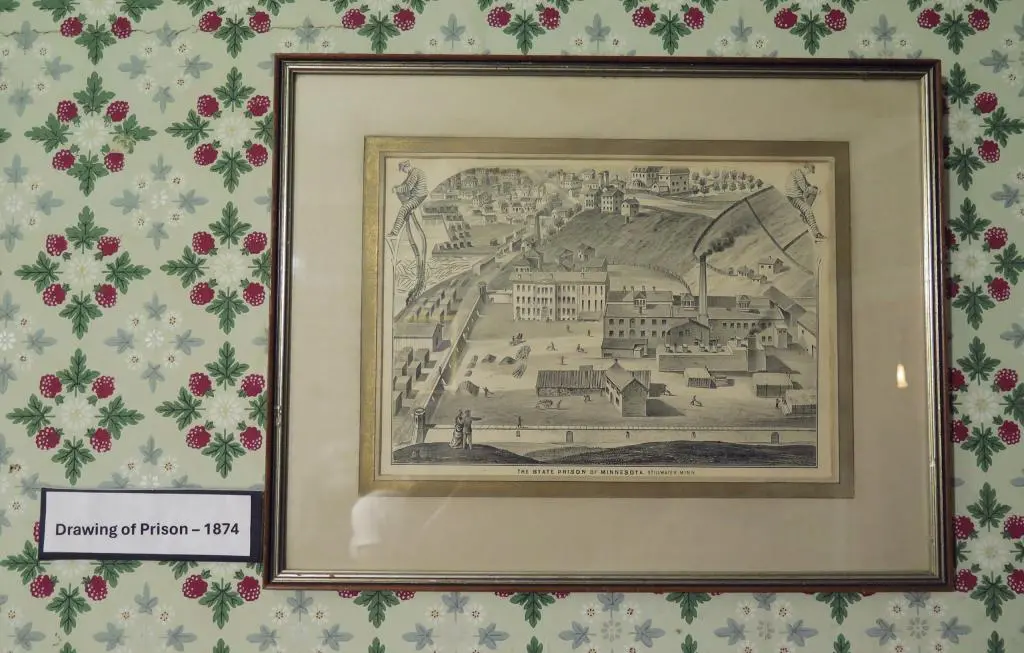 THE STATE PRISON OF MINNESOTA, STILLWATER MINN.
Drawing of Prison – 1874